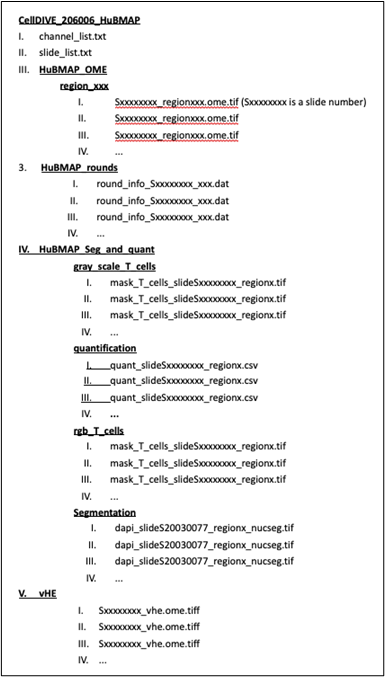 CellDIVE_206006_HuBMAP
I. channel_list.txt
II. slide_list.txt
III. HuBMAP_OME
region_xxx
I. Sxxxxxxxx_regionxxx.ome.tif (Sxxxxxxxx is a slide number)
II. Sxxxxxxxx_regionxxx.ome.tif
III. Sxxxxxxxx_regionxxx.ome.tif
IV. ...
3. HuBMAP_rounds
I. round_info_Sxxxxxxxx_xxx.dat
II. round_info_Sxxxxxxxx_xxx.dat
III. round_info_Sxxxxxxxx_xxx.dat
IV. ...
IV. HuBMAP_Seg_and_quant
gray_scale_T_cells
I. mask_T_cells_slideSxxxxxxxx_regionx.tif
II. mask_T_cells_slideSxxxxxxxx_regionx.tif
III. mask_T_cells_slideSxxxxxxxx_regionx.tif
IV. ...
quantification
I. quant_slideSxxxxxxxx_regionx.csv
II. quant_slideSxxxxxxxx_regionx.csv
III. quant_slideSxxxxxxxx_regionx.csv
IV. ...
rgb_T_cells
I. mask_T_cells_slideSxxxxxxxx_regionx.tif
II. mask_T_cells_slideSxxxxxxxx_regionx.tif
III. mask_T_cells_slideSxxxxxxxx_regionx.tif
IV. ...
Segmentation
I. dapi_slideS20030077_regionx_nucseg.tif
II. dapi_slideS20030077_regionx_nucseg.tif
III. dapi_slideS20030077_regionx_nucseg.tif
IV. ...
V. vHE
I. Sxxxxxxxx_vhe.ome.tiff
II. Sxxxxxxxx_vhe.ome.tiff
III. Sxxxxxxxx_vhe.ome.tiff
IV. ...